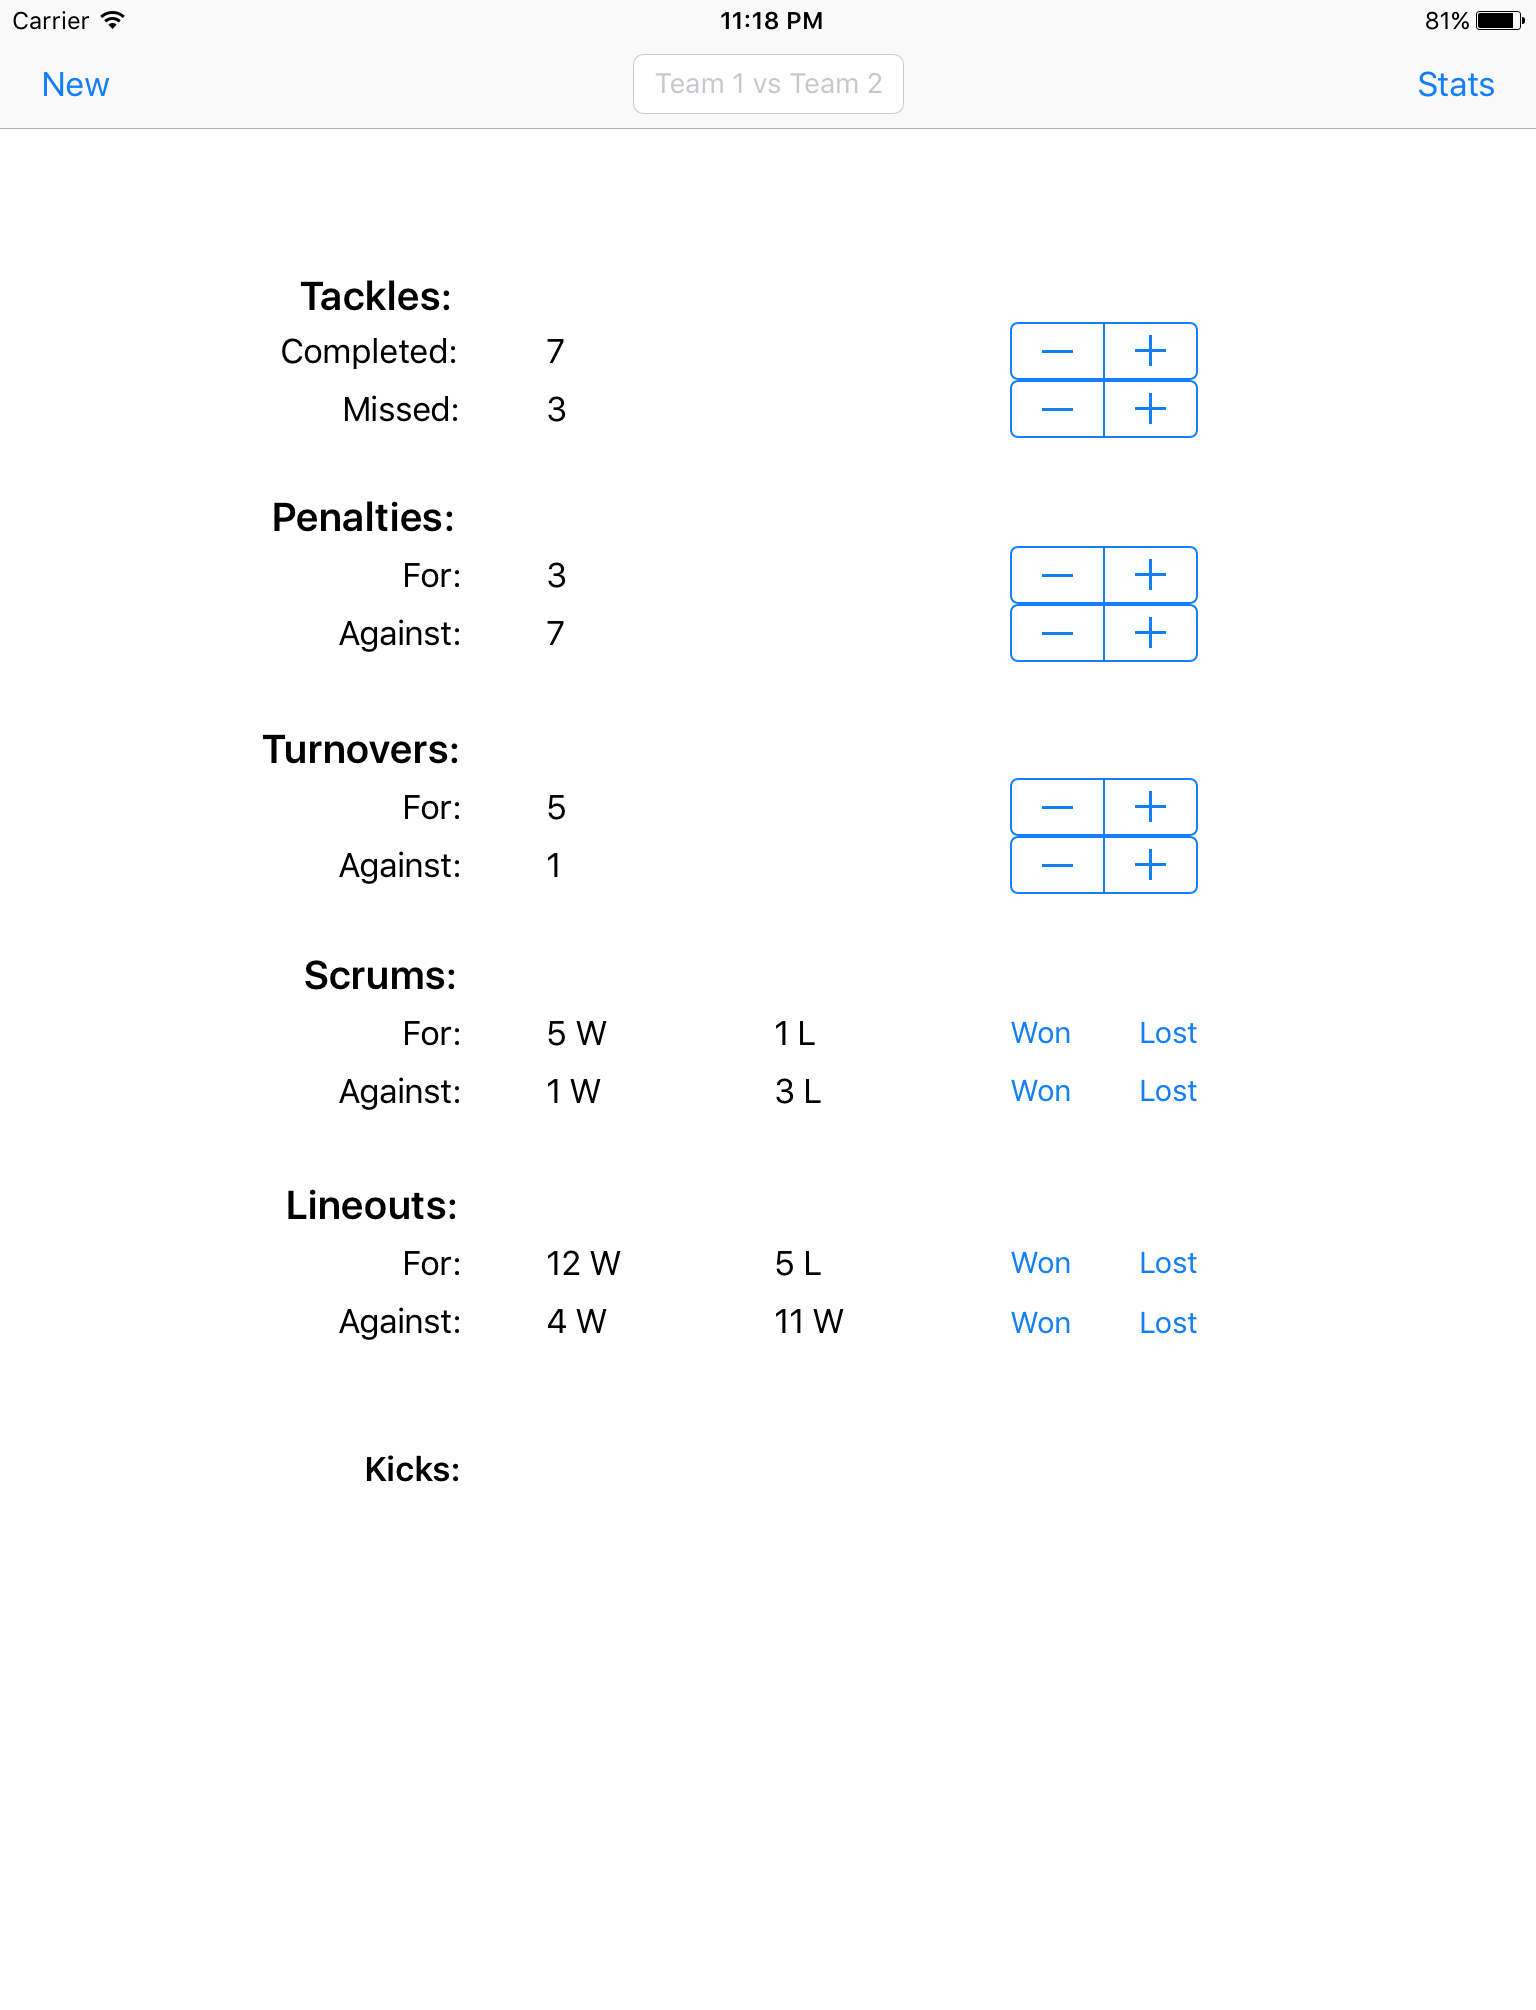 Carrier 11:18 PM 81%
New Team 1 vs Team 2 Stats
Tackles:
Completed: 7
Missed: 3
Penalties:
For: 3
Against: 7
Turnovers:
For: 5
Against: 1
Scrums:
For: 5 W 1 L Won Lost
Against: 1 W 3 L Won Lost
Lineouts:
For: 12 W 5 L Won Lost
Against: 4 W 11 W Won Lost
Kicks: